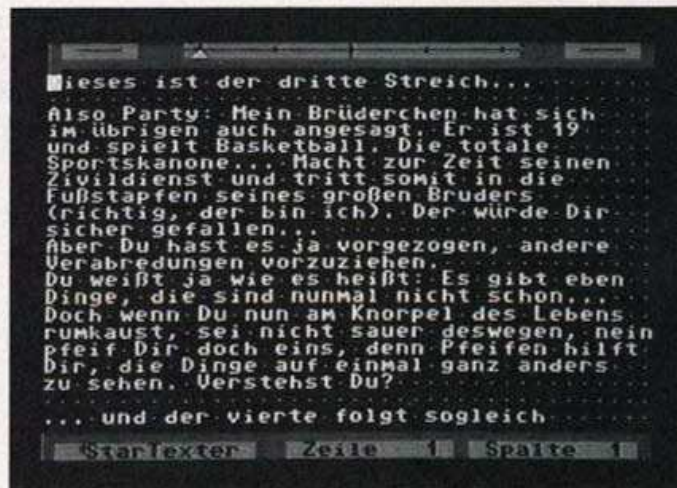 Dieses ist der dritte Streich...
Also Party: Mein Brüderchen hat sich
im übrigen auch angesagt. Er ist 19
und spielt Basketball. Die totale
Sportskanone... Macht zur Zeit seinen
Zivildienst und tritt somit in die
Fußstapfen seines großen Bruders
(richtig, der bin ich). Der würde Dir
sicher gefallen...
Aber Du hast es ja vorgezogen, andere
Verabredungen vorzuziehen.
Du weißt ja wie es heißt: Es gibt eben
Dinge, die sind nunmal nicht schon...
Doch wenn Du nun am Knorpel des Lebens
rumkaust, sei nicht sauer deswegen, nein
pfeif Dir doch eins, denn Pfeifen hilft
Dir, die Dinge auf einmal ganz anders
zu sehen. Verstehst Du?
... und der vierte folgt sogleich
StarTexter Zeile 1 Spalte 1